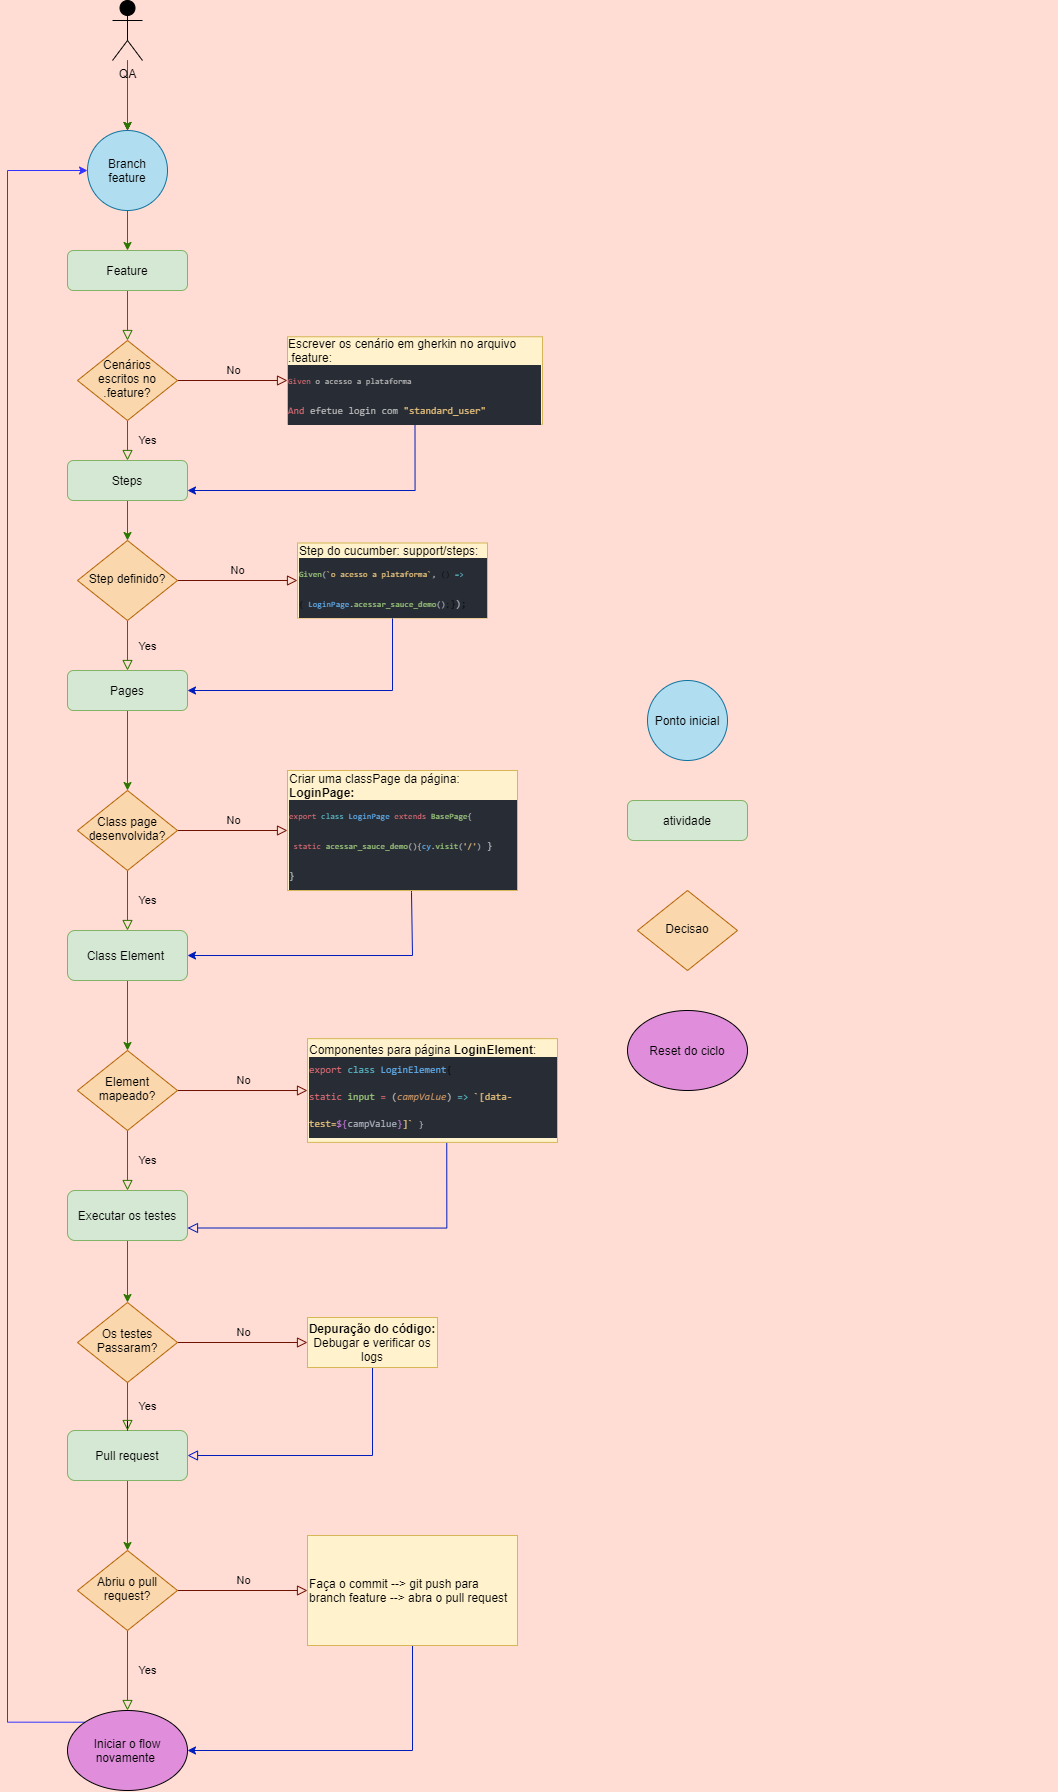 QA
Branch
feature
Feature
Cenários
escritos no
.feature?
No
Escrever os cenário em gherkin no arquivo
.feature:
Given o acesso a plataforma
And efetue login com "standard_user"
Yes
Steps
Step definido?
No
Step do cucumber: support/steps:
Given(`o acesso a plataforma`, () =>
{ LoginPage.acessar_sauce_demo() });
Yes
Pages
Class page
desenvolvida?
No
Criar uma classPage da página:
LoginPage:
export class LoginPage extends BasePage{
static acessar_sauce_demo(){cy.visit('/') }
}
Yes
Class Element
Element
mapeado?
No
Componentes para página LoginElement:
export class LoginElement{
static input = (campValue) => `[data-
test=${campValue}]` }
Yes
Executar os testes
Os testes
Passaram?
No
Depuração do código:
Debugar e verificar os
logs
Yes
Pull request
Abriu o pull
request?
No
Faça o commit --> git push para
branch feature --> abra o pull request
Yes
Iniciar o flow
novamente
Ponto inicial
atividade
Decisao
Reset do ciclo